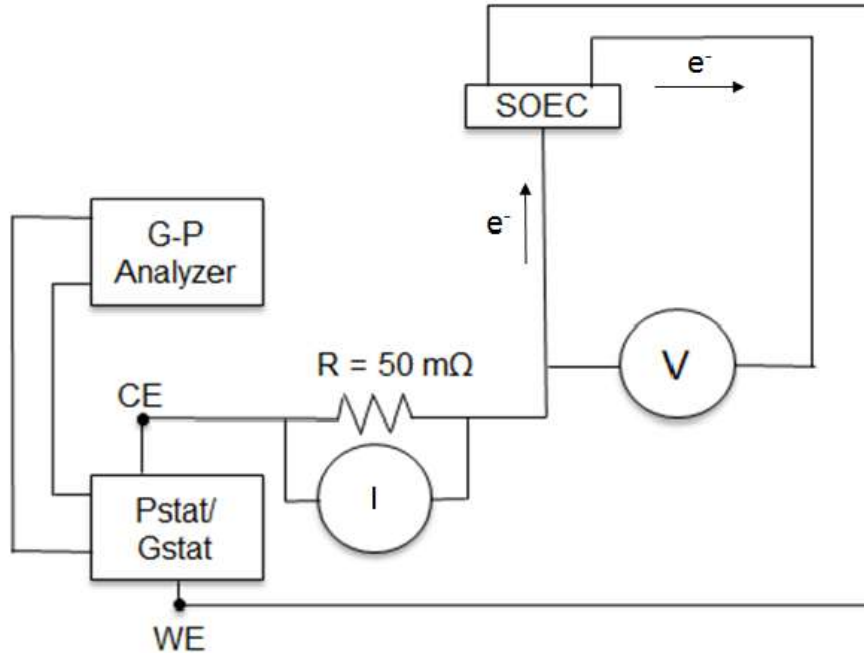 e⁻
SOEC
e⁻
G-P
Analyzer
R = 50 mΩ
V
CE
I
Pstat/
Gstat
WE